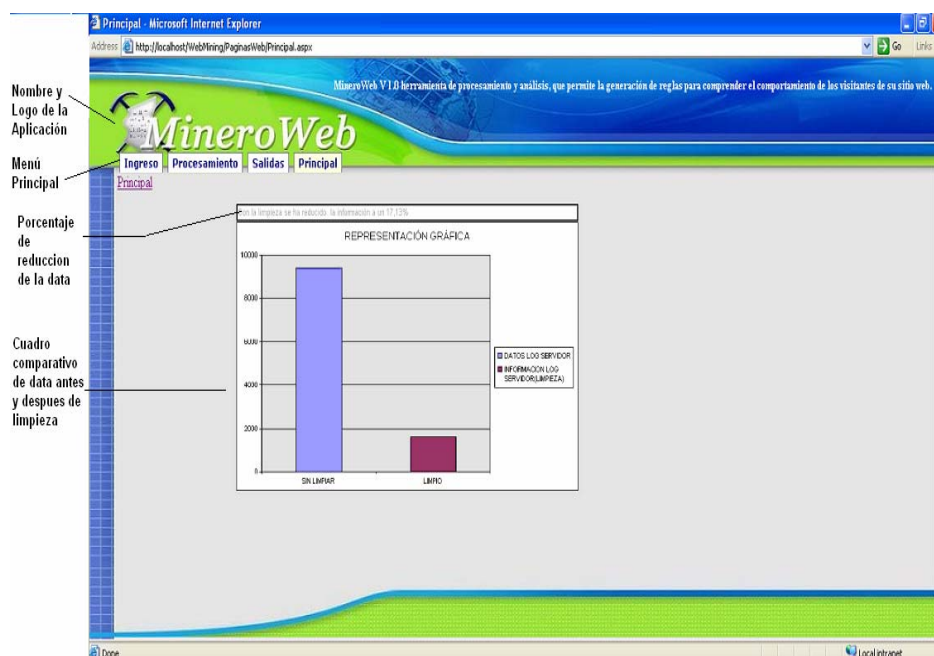 Principal - Microsoft Internet Explorer
Address http://localhost/WebMining/PaginasWeb/Principal.aspx Go Links
MineroWeb V 1.0 herramienta de procesamiento y análisis, que permite la generación de reglas para comprender el comportamiento de los visitantes de su sitio web.
MineroWeb
Ingreso Procesamiento Salidas Principal
Principal
Nombre y
Logo de la
Aplicación
Menú
Principal
Porcentaje
de
reduccion
de la data
Cuadro
comparativo
de data antes
y despues de
limpieza
Con la limpieza se ha reducido la información a un 17,13%
REPRESENTACIÓN GRÁFICA
10000
8000
6000
4000
2000
0
SIN LIMPIAR LIMPIO
DATOS LOG SERVIDOR
INFORMACION LOG
SERVIDOR(LIMPIEZA)
Done Local intranet